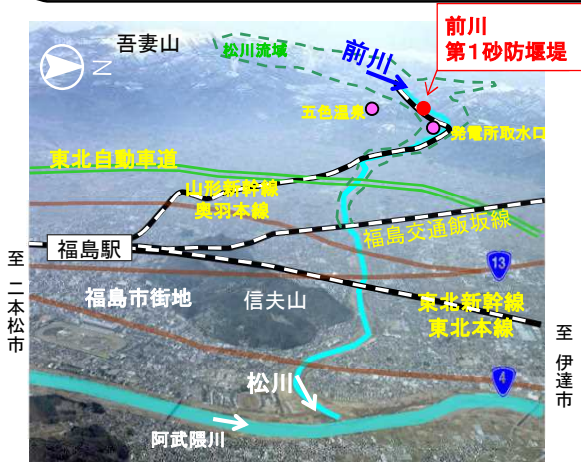 前川
第1砂防堰堤
吾妻山
松川流域
前川
N
五色温泉
発電所取水口
東北自動車道
山形新幹線
奥羽本線
福島交通飯坂線
福島駅
13
至 二本松市
福島市街地
信夫山
東北新幹線
東北本線
至 伊達市
松川
4
阿武隈川